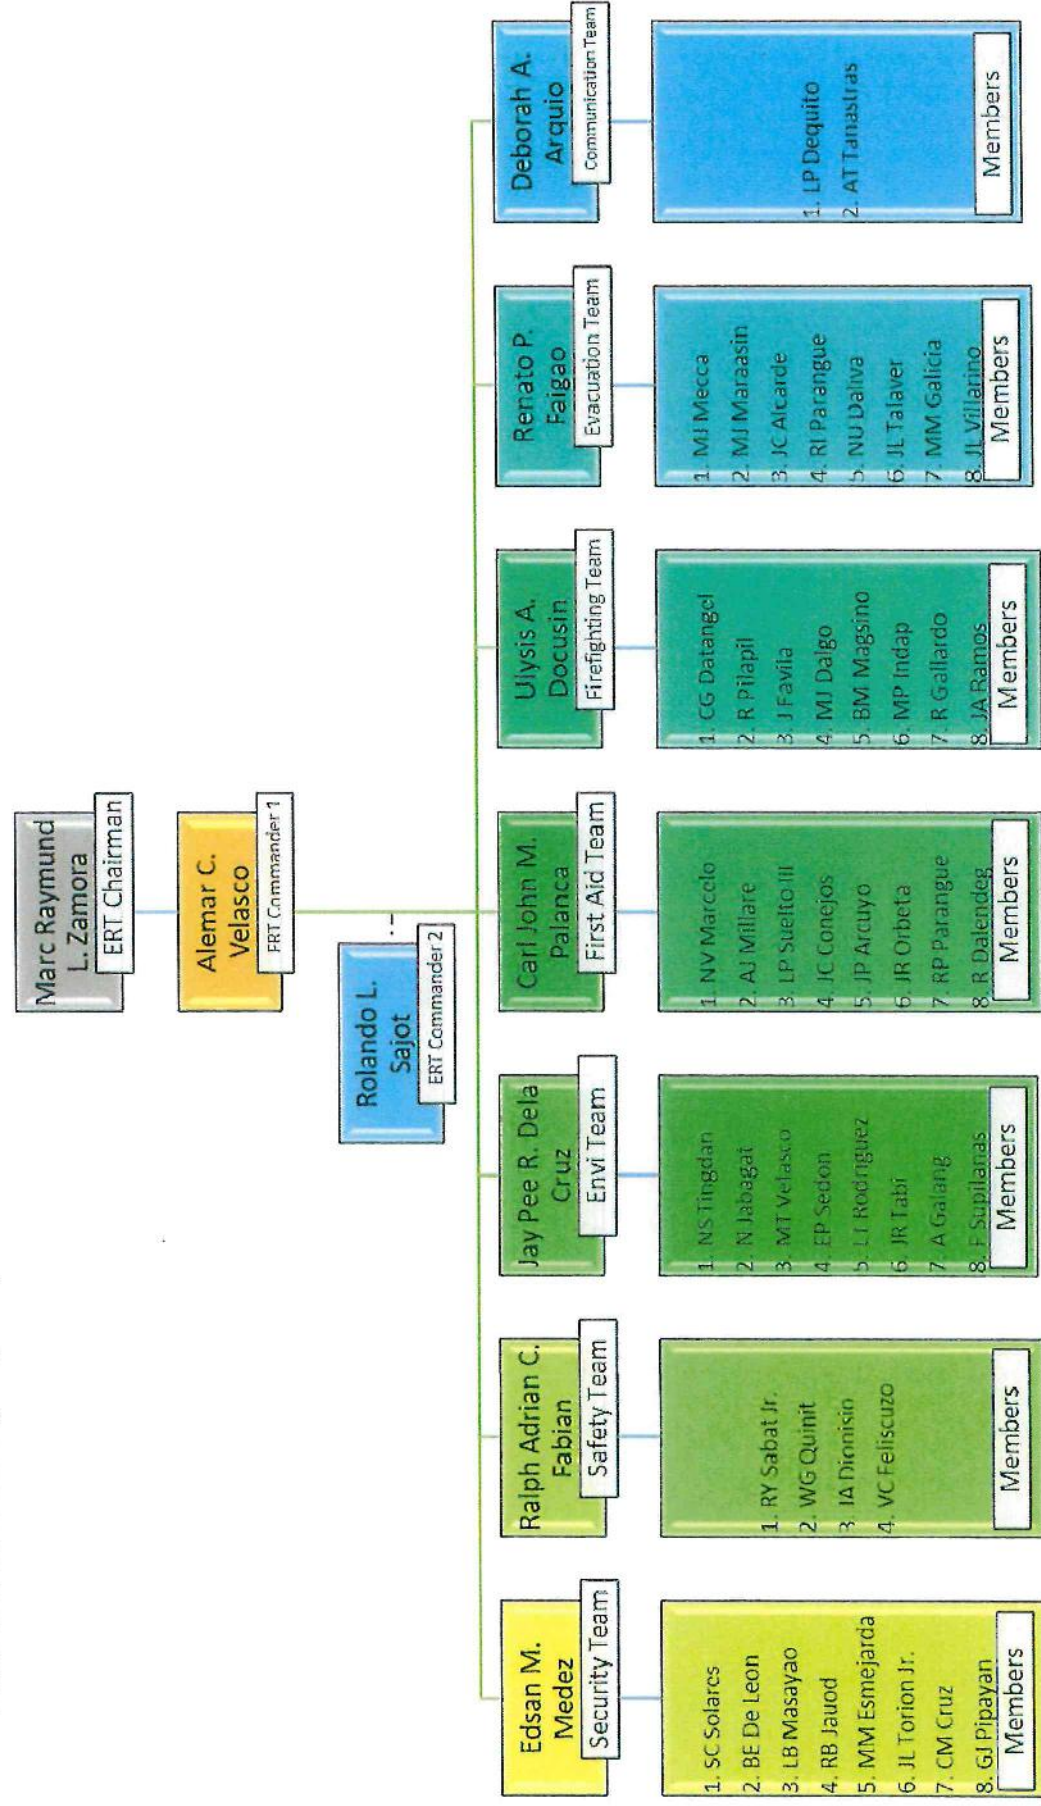 Marc Raymund
L. Zamora
ERT Chairman
Alemar C.
Velasco
ERT Commander 1
Rolando L.
Sajot
ERT Commander 2
Edsan M.
Medez
Security Team
1. SC Solares
2. BE De Leon
3. LB Masayao
4. RB Jauod
5. MM Esmejarda
6. JL Torion Jr.
7. CM Cruz
8. GJ Pipayan
Members
Ralph Adrian C.
Fabian
Safety Team
1. RY Sabat Jr.
2. WG Quinit
3. IA Dionisio
4. VC Feliscuzo
Members
Jay Pee R. Dela
Cruz
Envi Team
1. NS Tingdan
2. N Jabagat
3. MT Velasco
4. EP Sedon
5. LT Rodriguez
6. JR Tabi
7. A Galang
8. F Supilanas
Members
Carl John M.
Palanca
First Aid Team
1. NV Marcelo
2. AJ Millare
3. LP Suelto III
4. JC Conejos
5. JP Arcuyo
6. JR Orbeta
7. RP Parangue
8. R Dalendeg
Members
Ulysis A.
Docusin
Firefighting Team
1. CG Datangel
2. R Pilapil
3. J Favila
4. MJ Dalgo
5. BM Magsino
6. MP Indap
7. R Gallardo
8. JA Ramos
Members
Renato P.
Faigao
Evacuation Team
1. MJ Mecca
2. MJ Maraasin
3. JC Alcarde
4. RI Parangue
5. NU Daliva
6. JL Talaver
7. MM Galicia
8. JL Villarino
Members
Deborah A.
Arquio
Communication Team
1. LP Dequito
2. AT Tanastras
Members